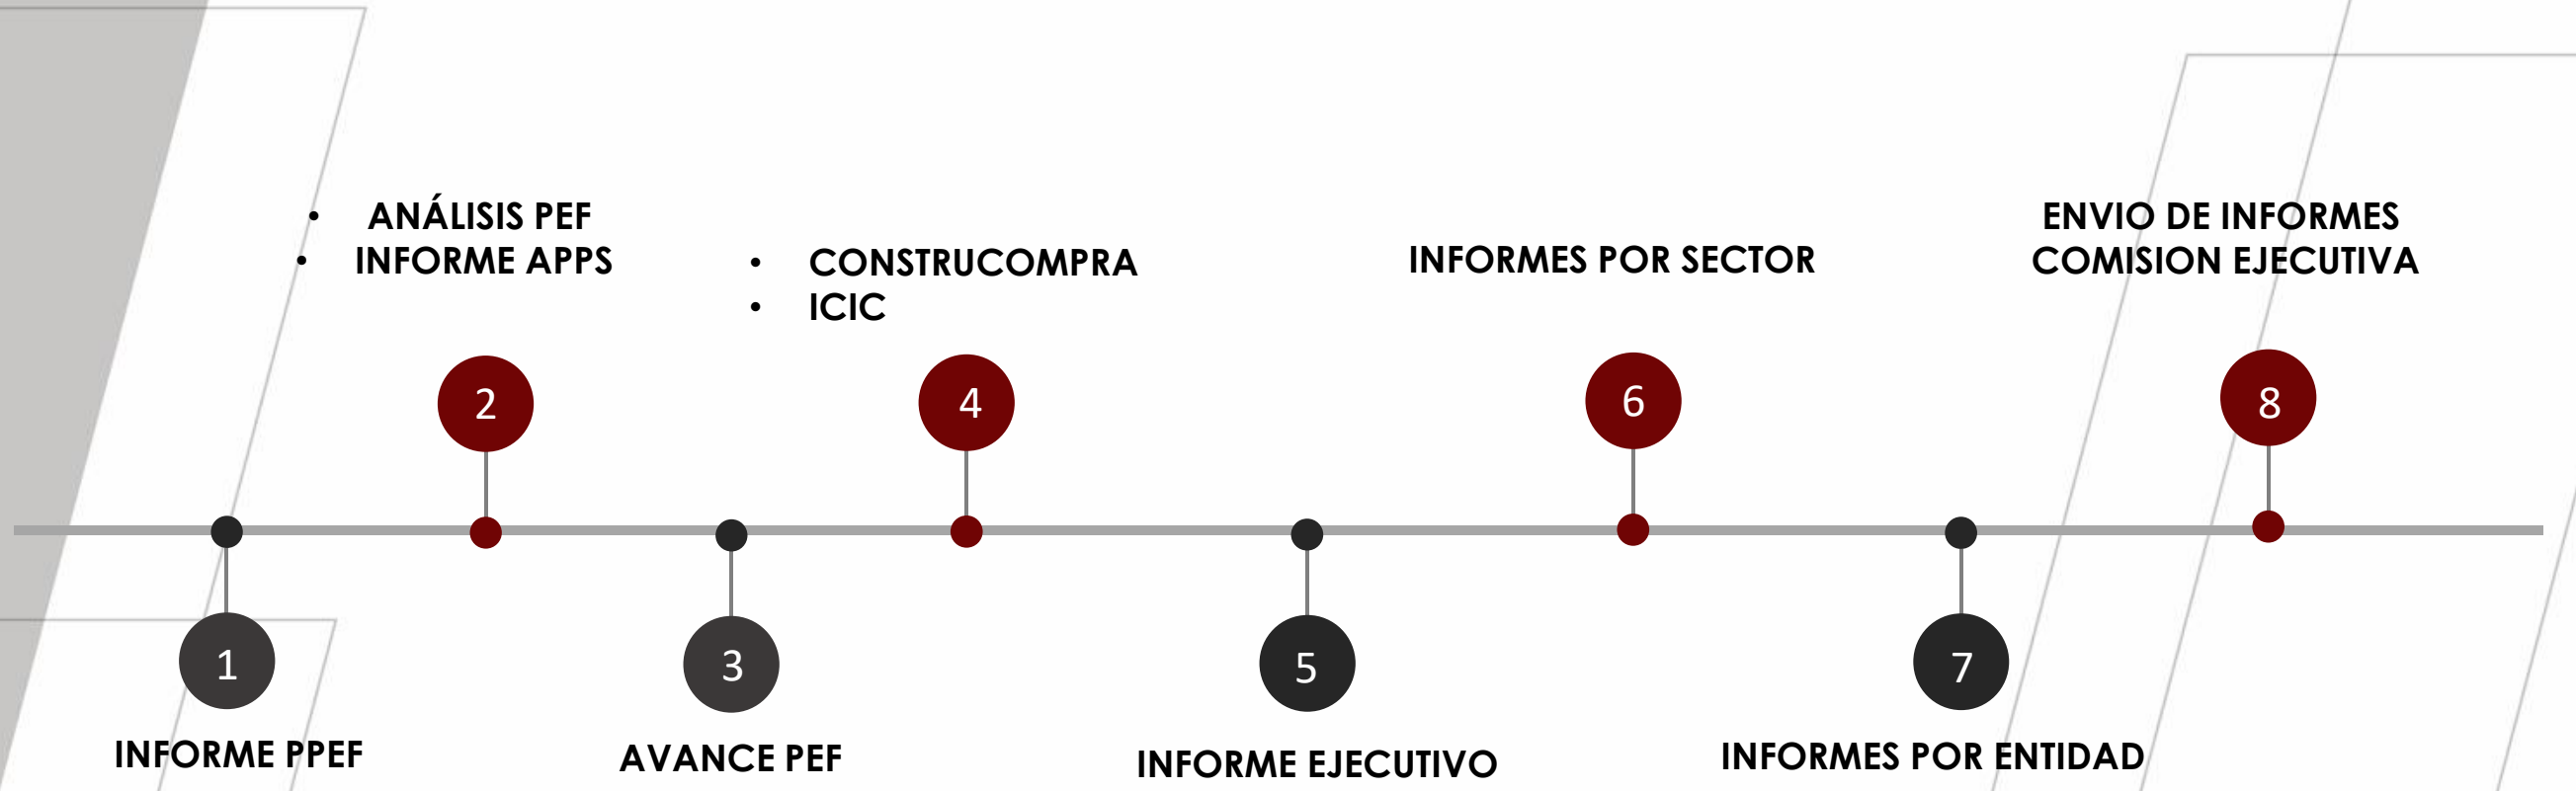 • ANÁLISIS PEF
• INFORME APPS
2
• CONSTRUCOMPRA
• ICIC
4
INFORMES POR SECTOR
6
ENVIO DE INFORMES
COMISION EJECUTIVA
8
1
INFORME PPEF
3
AVANCE PEF
5
INFORME EJECUTIVO
7
INFORMES POR ENTIDAD